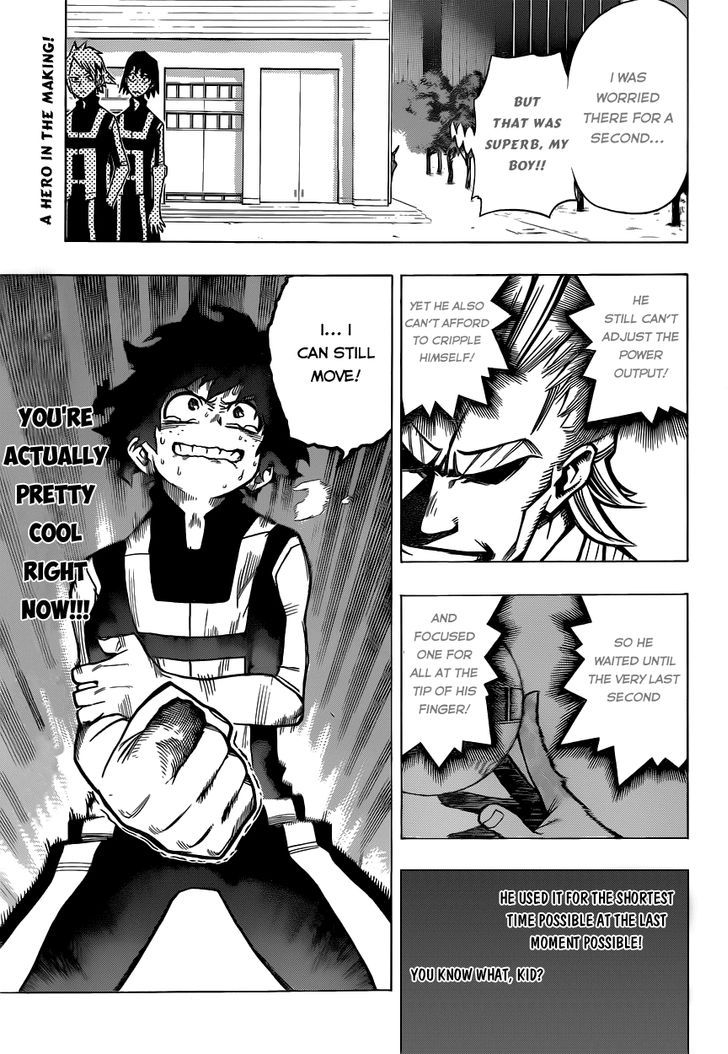 I WAS
WORRIED
THERE FOR A
SECOND...
BUT
THAT WAS
SUPERB, MY
BOY!!
A HERO IN THE MAKING!
HE
STILL CAN'T
ADJUST THE
POWER
OUTPUT!
YET HE ALSO
CAN'T AFFORD
TO CRIPPLE
HIMSELF!
SO HE
WAITED UNTIL
THE VERY LAST
SECOND
AND
FOCUSED
ONE FOR
ALL AT THE
TIP OF HIS
FINGER!
HE USED IT FOR THE SHORTEST
TIME POSSIBLE AT THE LAST
MOMENT POSSIBLE!
YOU KNOW WHAT, KID?
I... I
CAN STILL
MOVE!
YOU'RE
ACTUALLY
PRETTY
COOL
RIGHT
NOW!!!